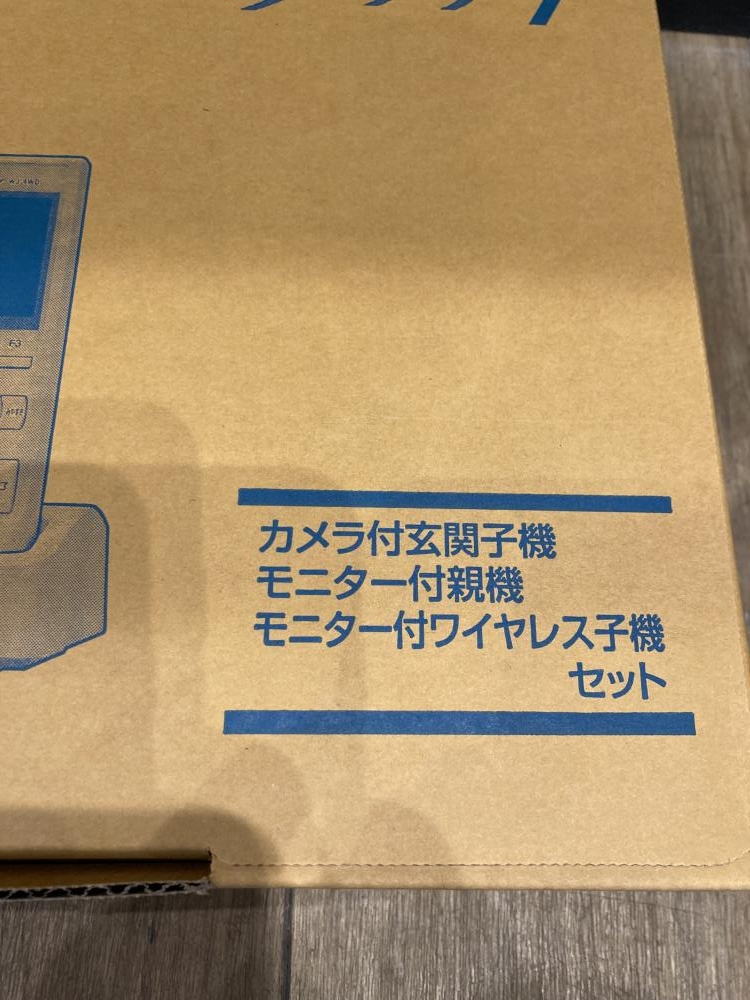 F3
カメラ付玄関子機
モニター付親機
モニター付ワイヤレス子機
セット